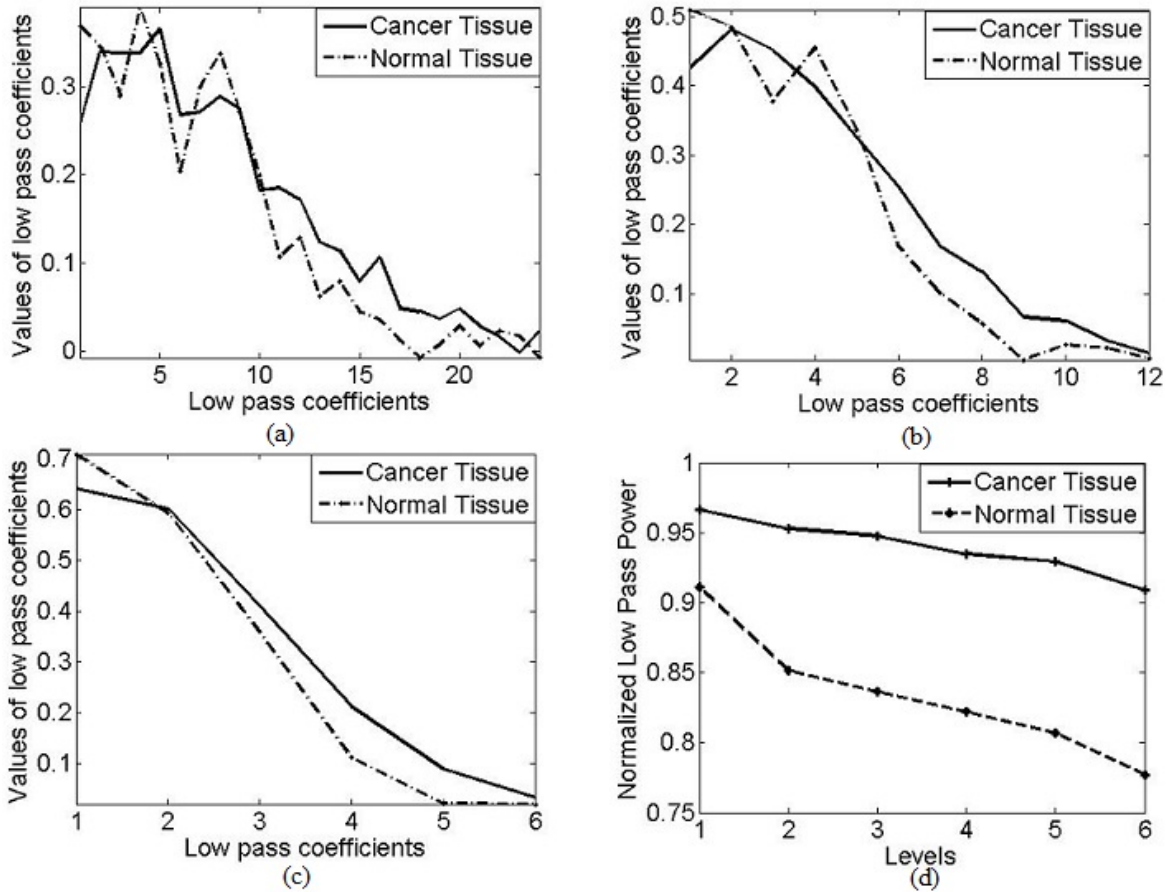 Values of low pass coefficients
0.3
0.2
0.1
0
5
10
15
20
Low pass coefficients
Cancer Tissue
Normal Tissue
(a)
Values of low pass coefficients
0.5
0.4
0.3
0.2
0.1
2
4
6
8
10
12
Low pass coefficients
Cancer Tissue
Normal Tissue
(b)
Values of low pass coefficients
0.7
0.6
0.5
0.4
0.3
0.2
0.1
1
2
3
4
5
6
Low pass coefficients
Cancer Tissue
Normal Tissue
(c)
Normalized Low Pass Power
1
0.95
0.9
0.85
0.8
0.75
1
2
3
4
5
6
Levels
Cancer Tissue
Normal Tissue
(d)